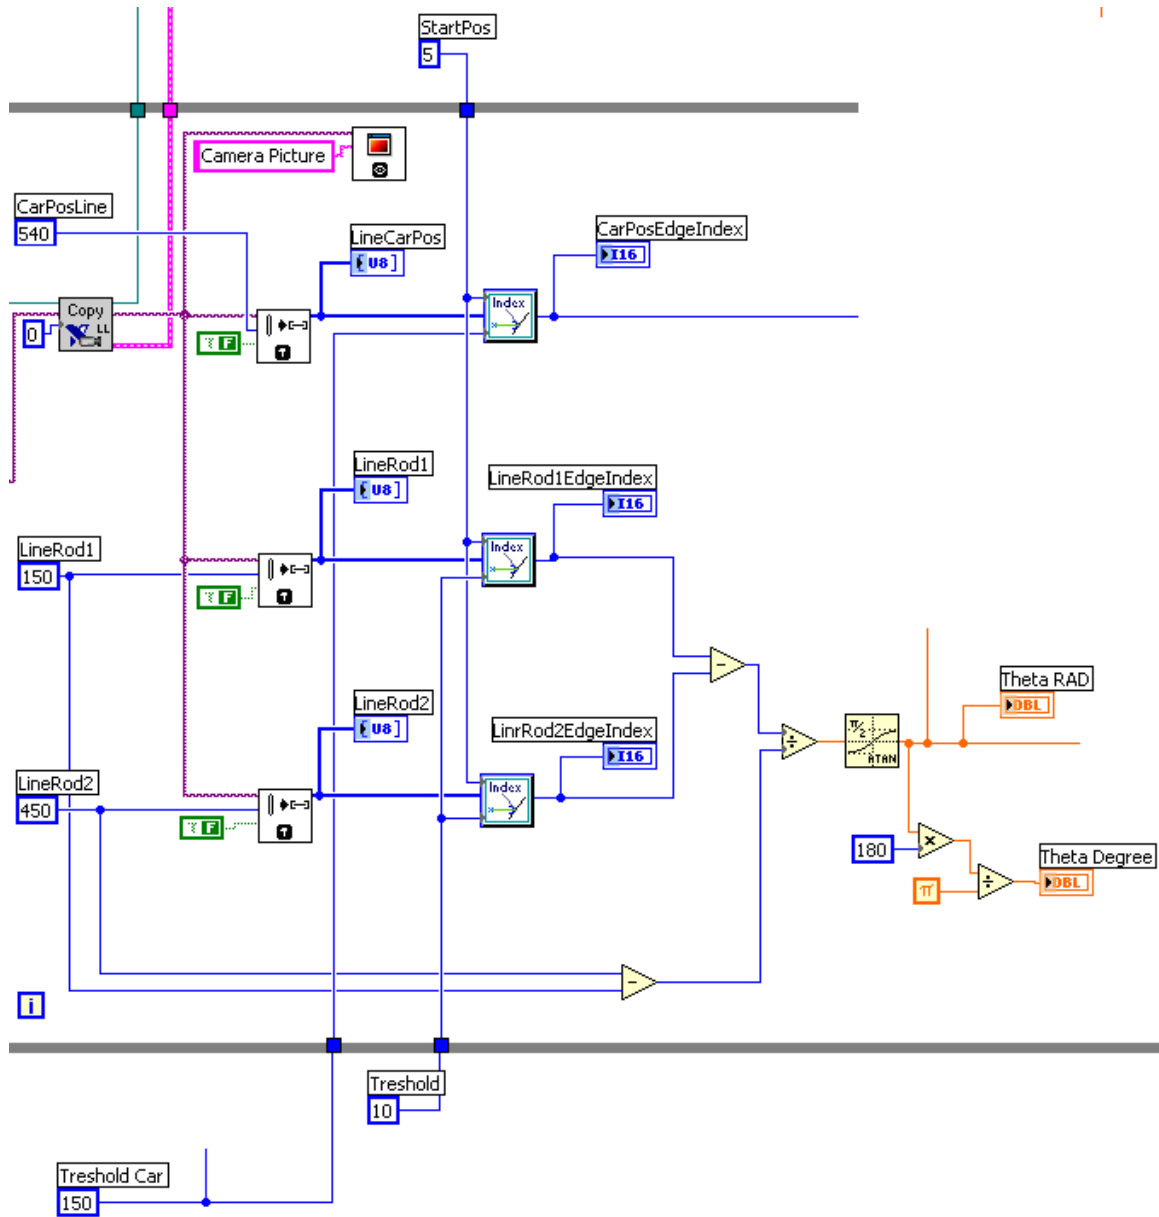 StartPos
5
Camera Picture
CarPosLine
540
LineCarPos
[U8]
CarPosEdgeIndex
I16
Copy
LL
0
Index
F
LineRod1
[U8]
LineRod1EdgeIndex
I16
LineRod1
150
Index
F
LineRod2
[U8]
LinrRod2EdgeIndex
I16
Theta RAD
DBL
π/2
ATAN
LineRod2
450
Index
F
180
×
Theta Degree
DBL
π
÷
-
÷
-
i
Treshold
10
Treshold Car
150